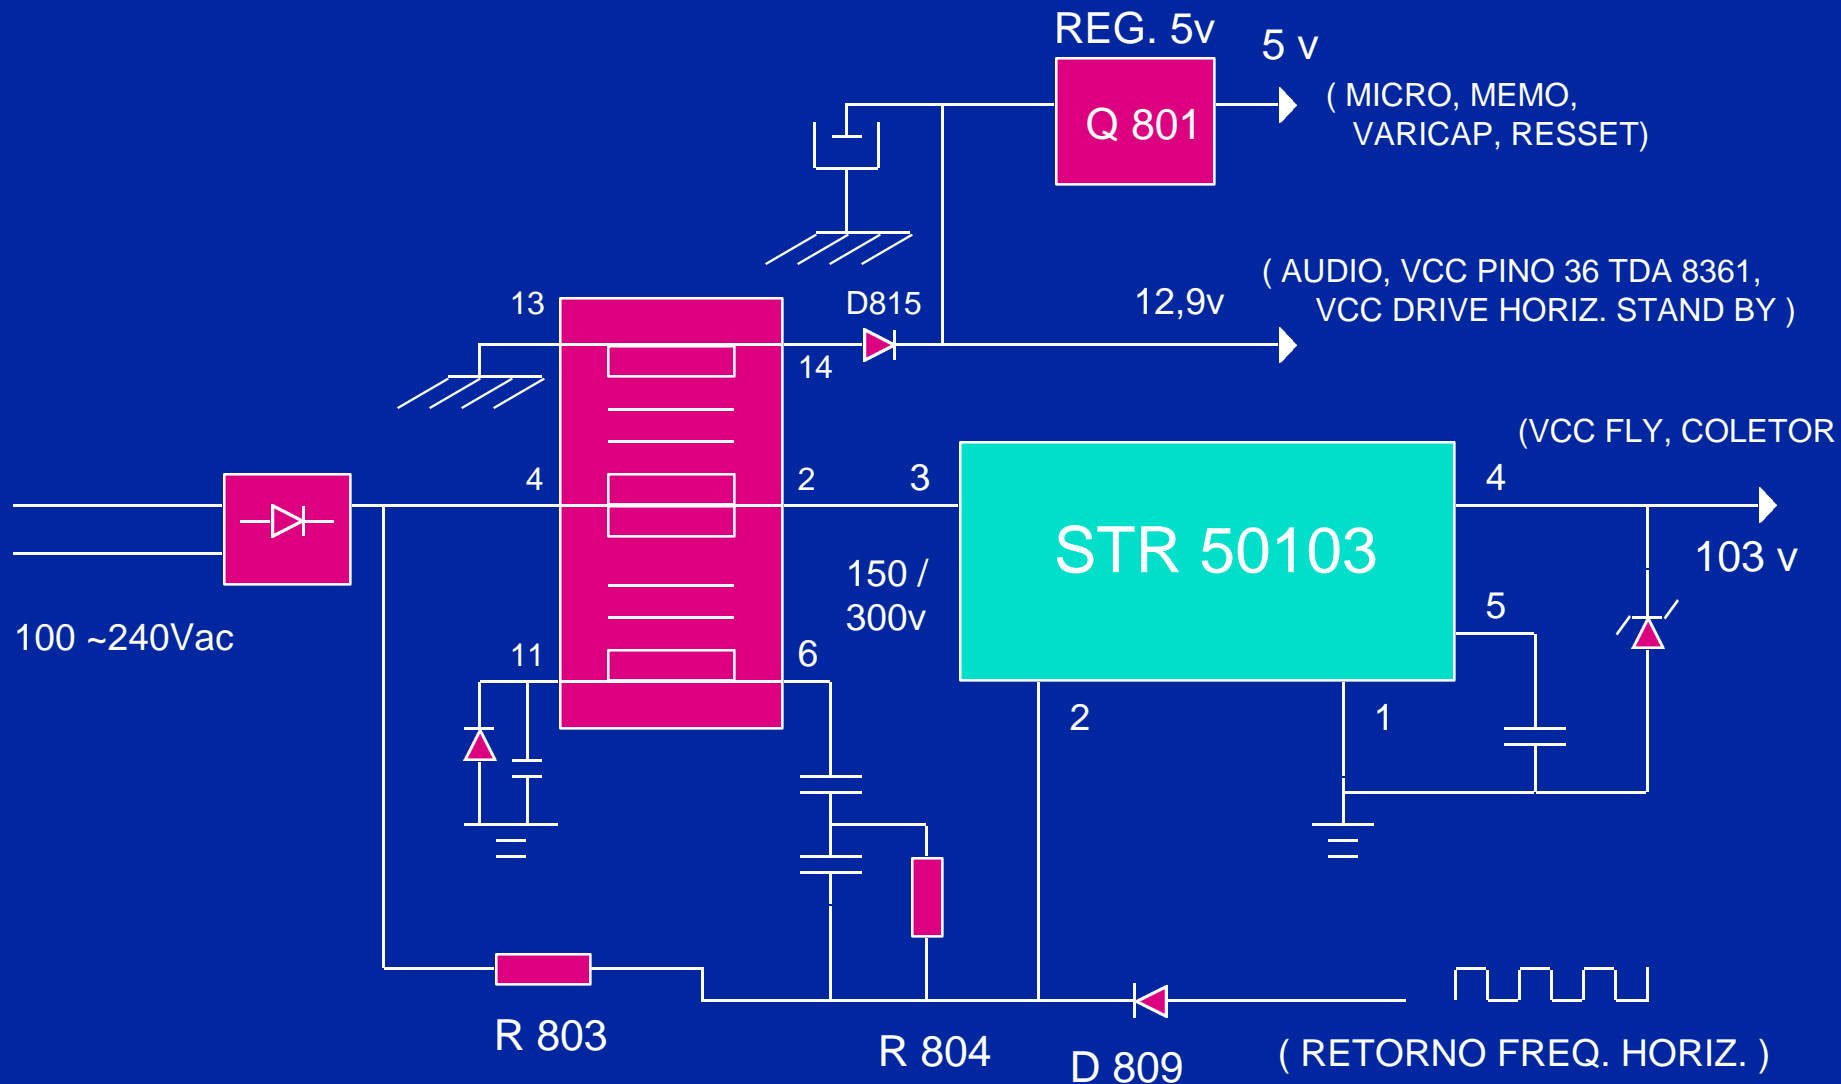 REG. 5v
5 v
Q 801
( MICRO, MEMO,
VARICAP, RESSET)
13
D815
12,9v
( AUDIO, VCC PINO 36 TDA 8361,
VCC DRIVE HORIZ. STAND BY )
14
(VCC FLY, COLETOR
4
2
3
4
STR 50103
103 v
150 /
300v
5
100 ~240Vac
11
6
2
1
R 803
R 804
D 809
( RETORNO FREQ. HORIZ. )